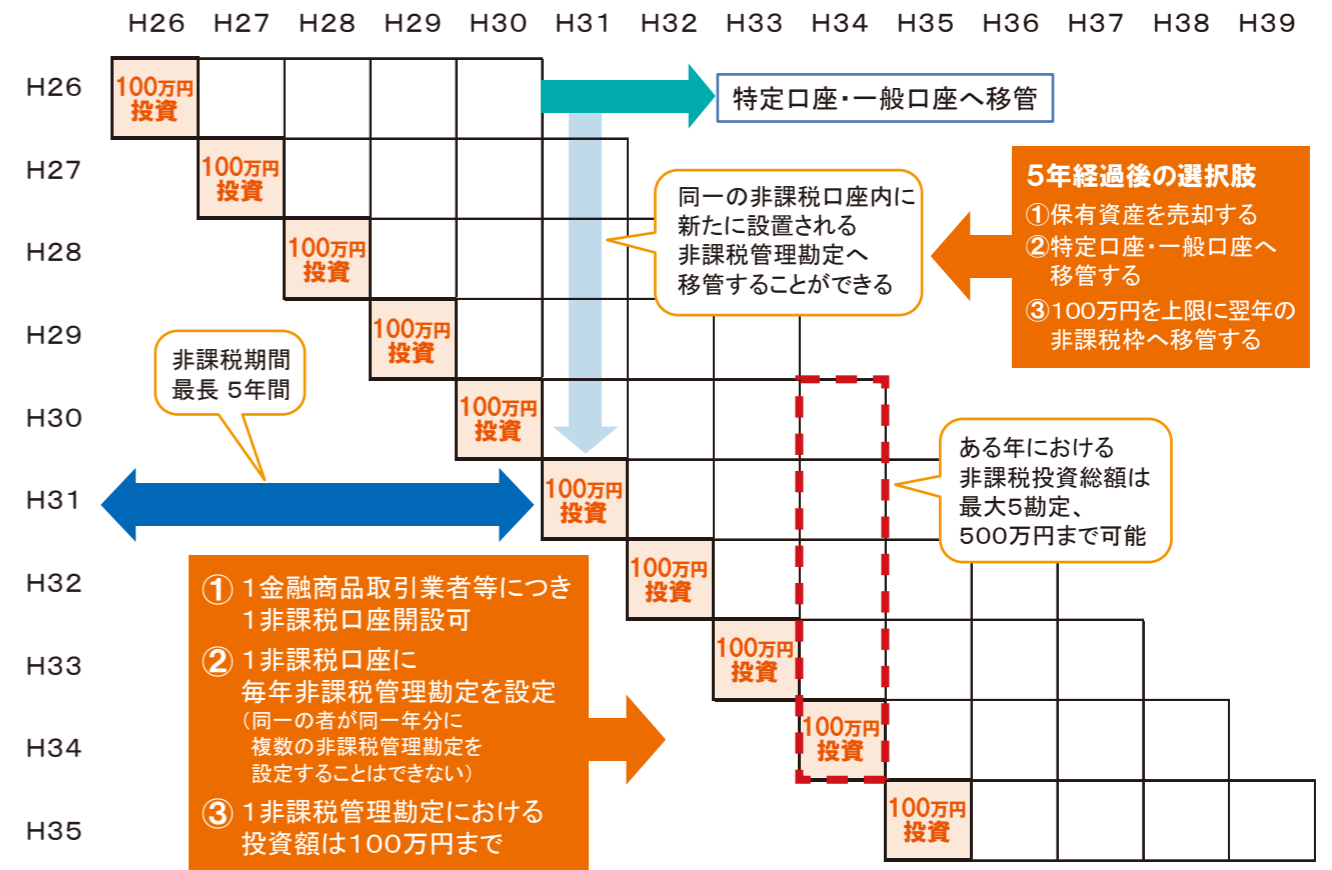 H26 H27 H28 H29 H30 H31 H32 H33 H34 H35 H36 H37 H38 H39
H26
100万円
投資
特定口座・一般口座へ移管
H27
100万円
投資
同一の非課税口座内に
新たに設置される
非課税管理勘定へ
移管することができる
5年経過後の選択肢
①保有資産を売却する
②特定口座・一般口座へ
移管する
③100万円を上限に翌年の
非課税枠へ移管する
H28
100万円
投資
H29
100万円
投資
非課税期間
最長 5年間
H30
100万円
投資
ある年における
非課税投資総額は
最大5勘定、
500万円まで可能
H31
100万円
投資
H32
100万円
投資
① 1金融商品取引業者等につき
1非課税口座開設可
② 1非課税口座に
毎年非課税管理勘定を設定
（同一の者が同一年分に
複数の非課税管理勘定を
設定することはできない）
③ 1非課税管理勘定における
投資額は100万円まで
H33
100万円
投資
H34
100万円
投資
H35
100万円
投資